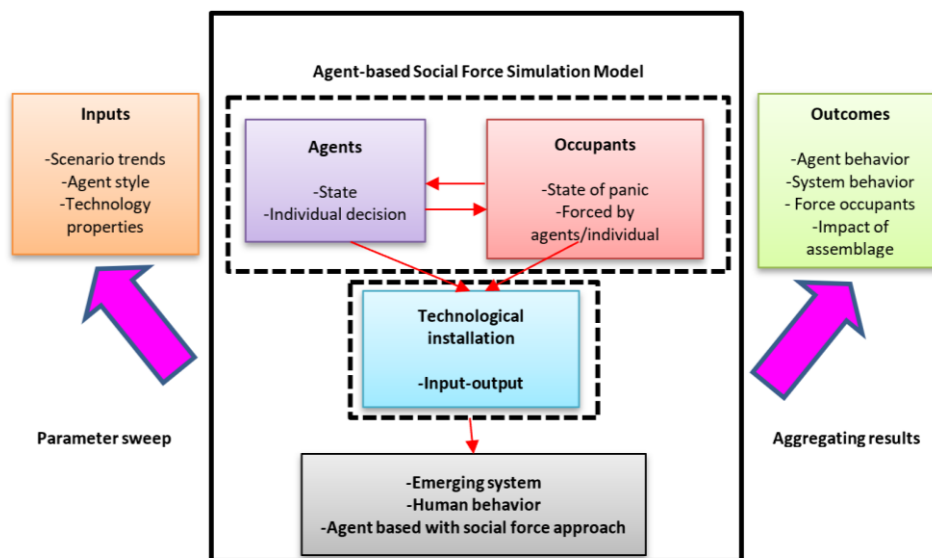 Agent-based Social Force Simulation Model
Inputs
-Scenario trends
-Agent style
-Technology
properties
Agents
-State
-Individual decision
Occupants
-State of panic
-Forced by
agents/individual
Outcomes
-Agent behavior
-System behavior
- Force occupants
-Impact of
assemblage
Technological
installation
-Input-output
Parameter sweep
Aggregating results
-Emerging system
-Human behavior
-Agent based with social force approach